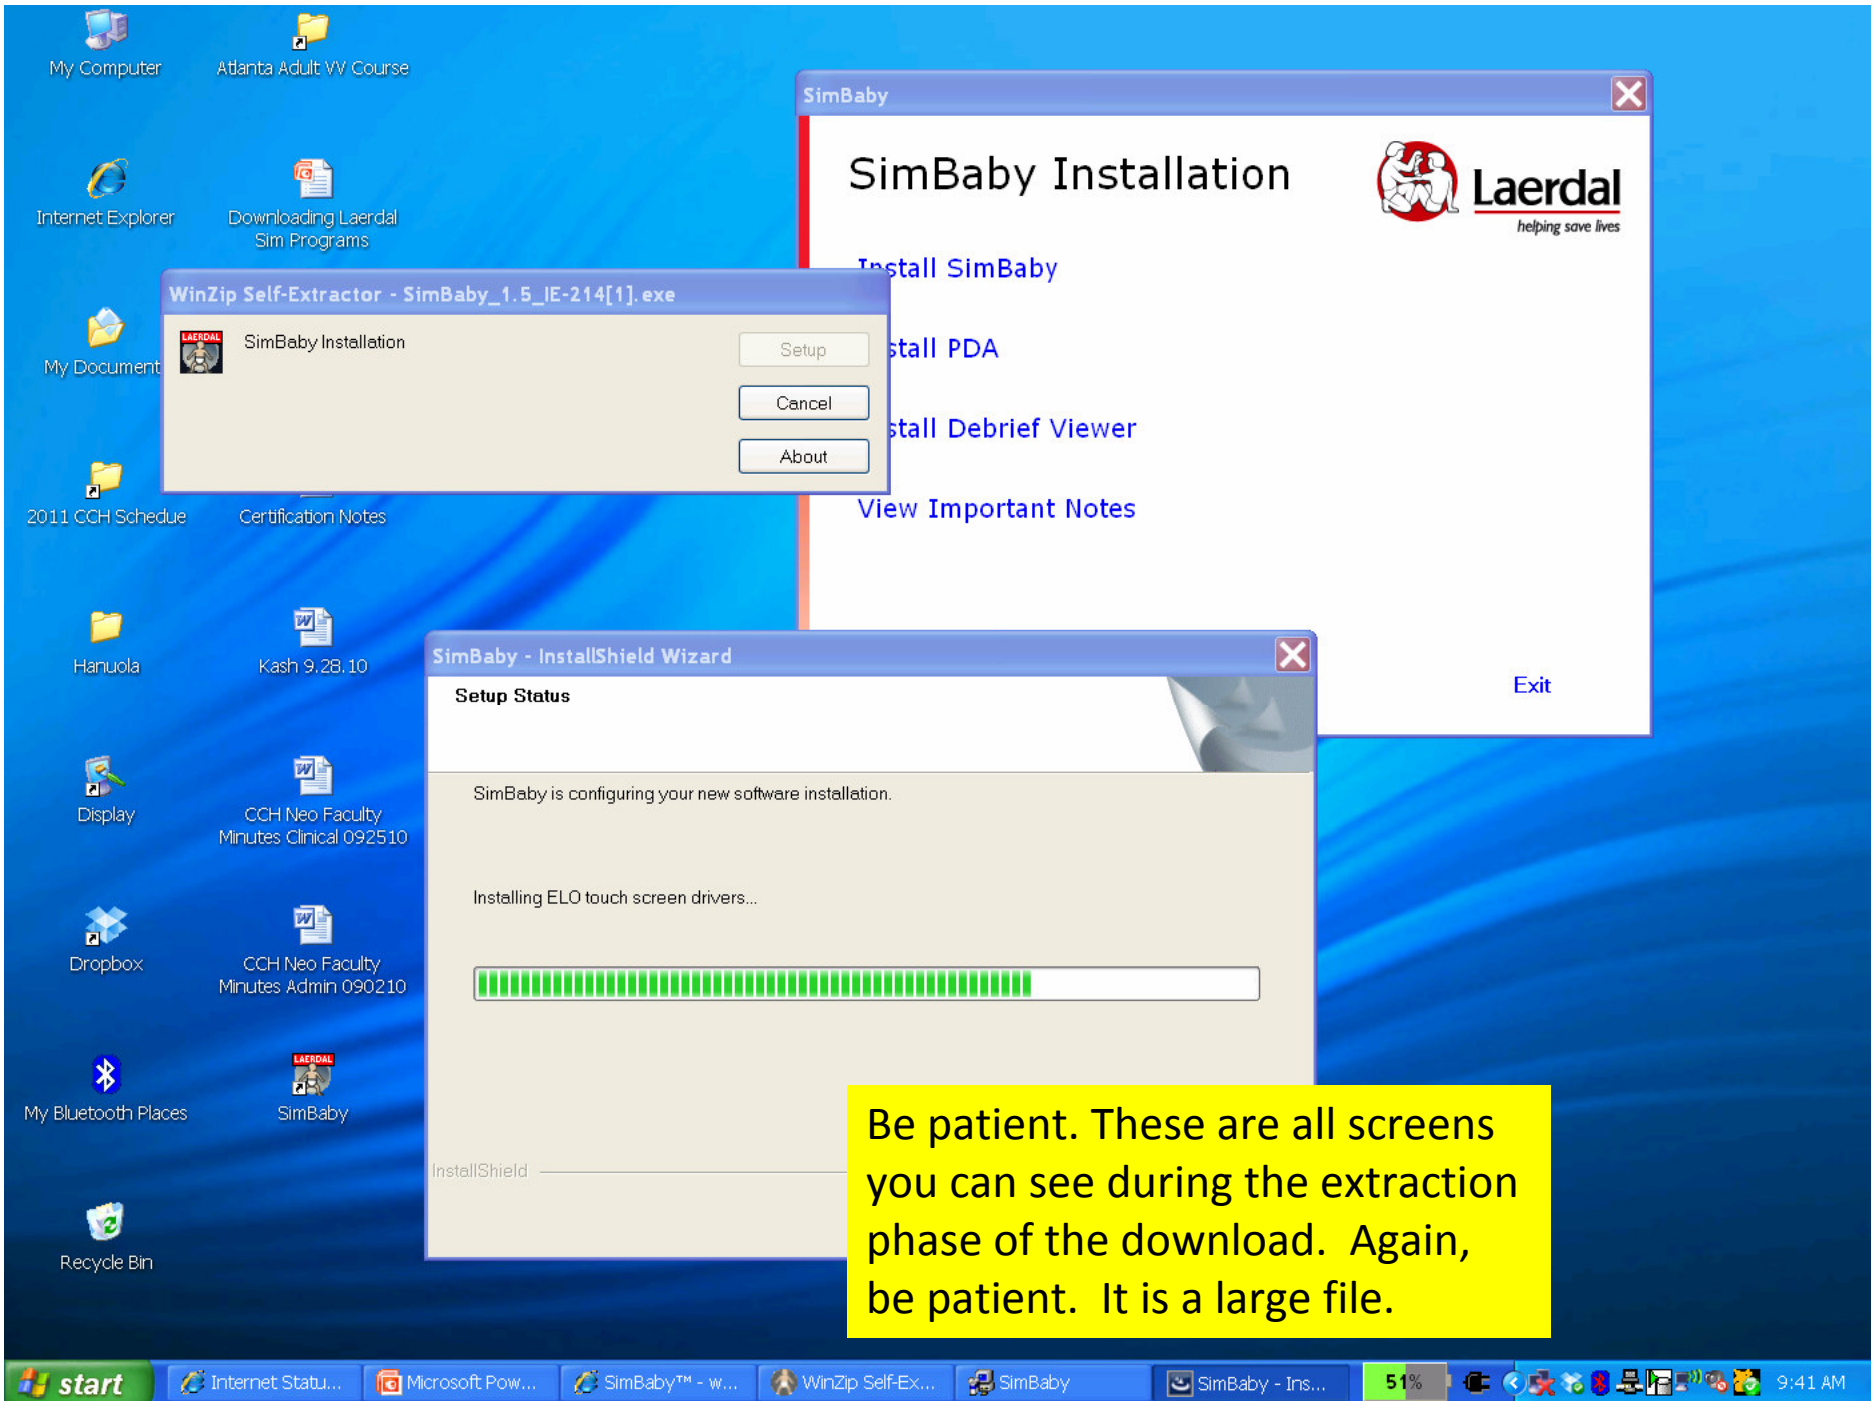 My Computer
Atlanta Adult VV Course
Internet Explorer
Downloading Laerdal
Sim Programs
My Document
2011 CCH Schedue
Certification Notes
Hanuola
Kash 9.28.10
Display
CCH Neo Faculty
Minutes Clinical 092510
Dropbox
CCH Neo Faculty
Minutes Admin 090210
My Bluetooth Places
LAERDAL
SimBaby
Recycle Bin
SimBaby
SimBaby Installation
Laerdal
helping save lives
Install SimBaby
stall PDA
stall Debrief Viewer
View Important Notes
Exit
WinZip Self-Extractor - SimBaby_1.5_IE-214[1].exe
LAERDAL
SimBaby Installation
Setup
Cancel
About
SimBaby - InstallShield Wizard
Setup Status
SimBaby is configuring your new software installation.
Installing ELO touch screen drivers...
InstallShield
Be patient. These are all screens
you can see during the extraction
phase of the download.  Again,
be patient.  It is a large file.
start
Internet Statu...
Microsoft Pow...
SimBaby™ - w...
WinZip Self-Ex...
SimBaby
SimBaby - Ins...
51%
9:41 AM